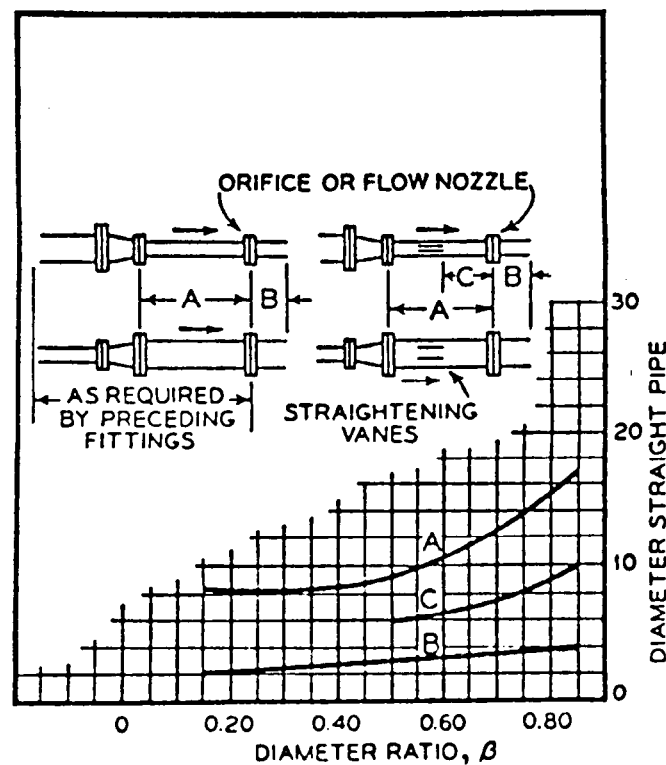 ORIFICE OR FLOW NOZZLE
A
B
C
B
A
AS REQUIRED
BY PRECEDING
FITTINGS
STRAIGHTENING
VANES
30
20
10
0
DIAMETER STRAIGHT PIPE
A
C
B
0 0.20 0.40 0.60 0.80
DIAMETER RATIO, β